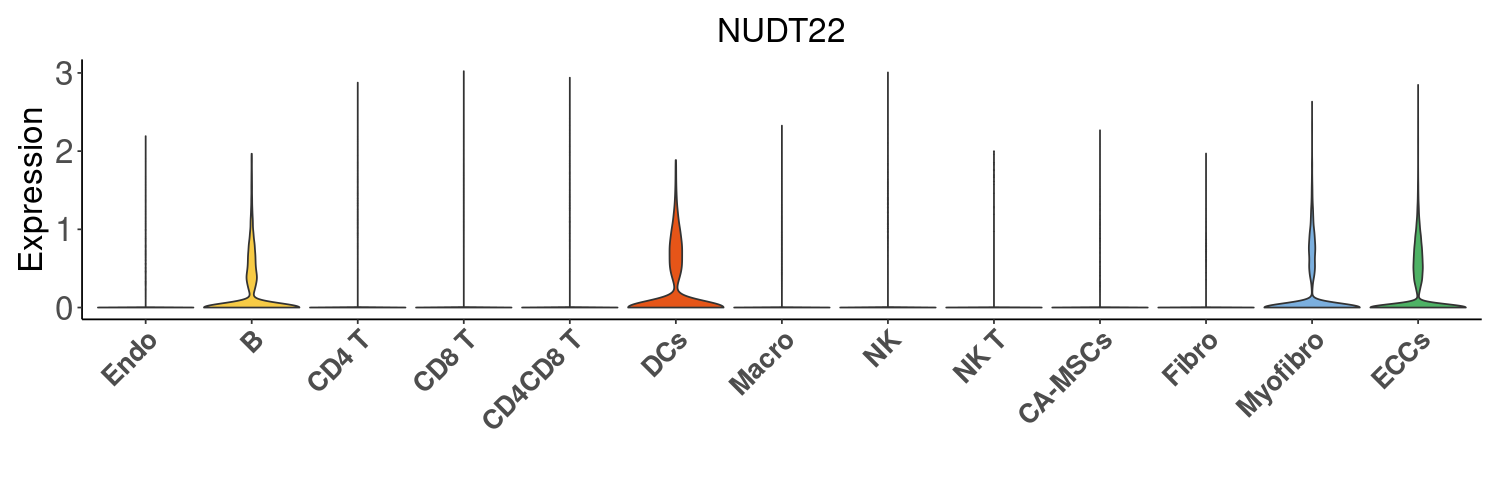 NUDT22
Expression
3
2
1
0
Endo
B
CD4 T
CD8 T
CD4CD8 T
DCs
Macro
NK
NK T
CA-MSCs
Fibro
Myofibro
ECCs